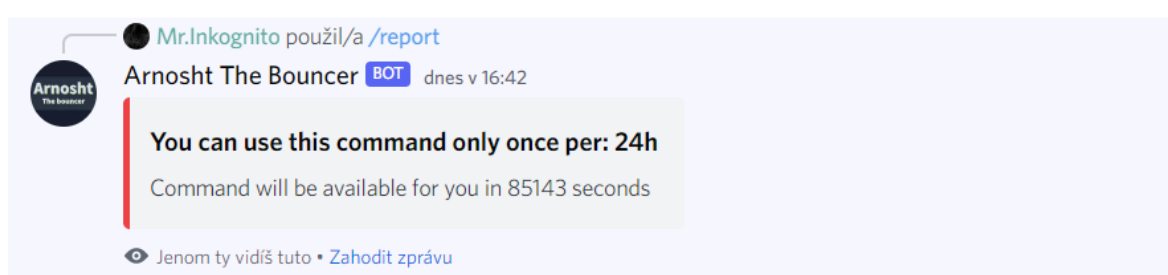 Mr.Inkognito použil/a /report
Arnosht The Bouncer BOT dnes v 16:42
Arnosht
The bouncer
You can use this command only once per: 24h
Command will be available for you in 85143 seconds
Jenom ty vidíš tuto • Zahodit zprávu